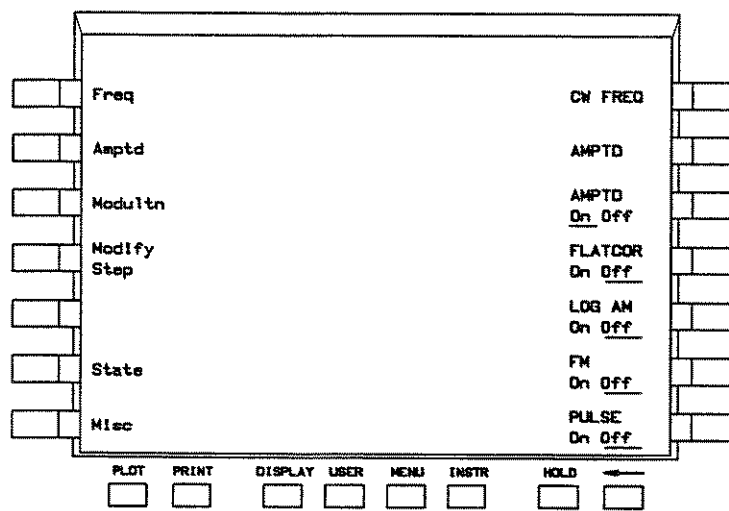 Freq
Amptd
Modultn
Modify
Step
State
Misc
CW FREQ
AMPTD
AMPTD
On Off
FLATCOR
On Off
LOG AM
On Off
FM
On Off
PULSE
On Off
PLOT PRINT DISPLAY USER MENU INSTR HOLD